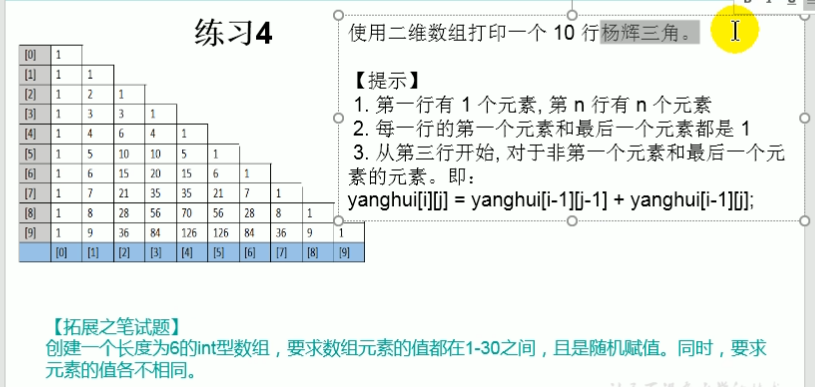 练习4
[0] 1
[1] 1 1
[2] 1 2 1
[3] 1 3 3 1
[4] 1 4 6 4 1
[5] 1 5 10 10 5 1
[6] 1 6 15 20 15 6 1
[7] 1 7 21 35 35 21 7 1
[8] 1 8 28 56 70 56 28 8 1
[9] 1 9 36 84 126 126 84 36 9 1
[0] [1] [2] [3] [4] [5] [6] [7] [8] [9]
使用二维数组打印一个 10 行杨辉三角。
【提示】
1. 第一行有 1 个元素, 第 n 行有 n 个元素
2. 每一行的第一个元素和最后一个元素都是 1
3. 从第三行开始, 对于非第一个元素和最后一个元
素的元素。即：
yanghui[i][j] = yanghui[i-1][j-1] + yanghui[i-1][j];
【拓展之笔试题】
创建一个长度为6的int型数组，要求数组元素的值都在1-30之间，且是随机赋值。同时，要求
元素的值各不相同。